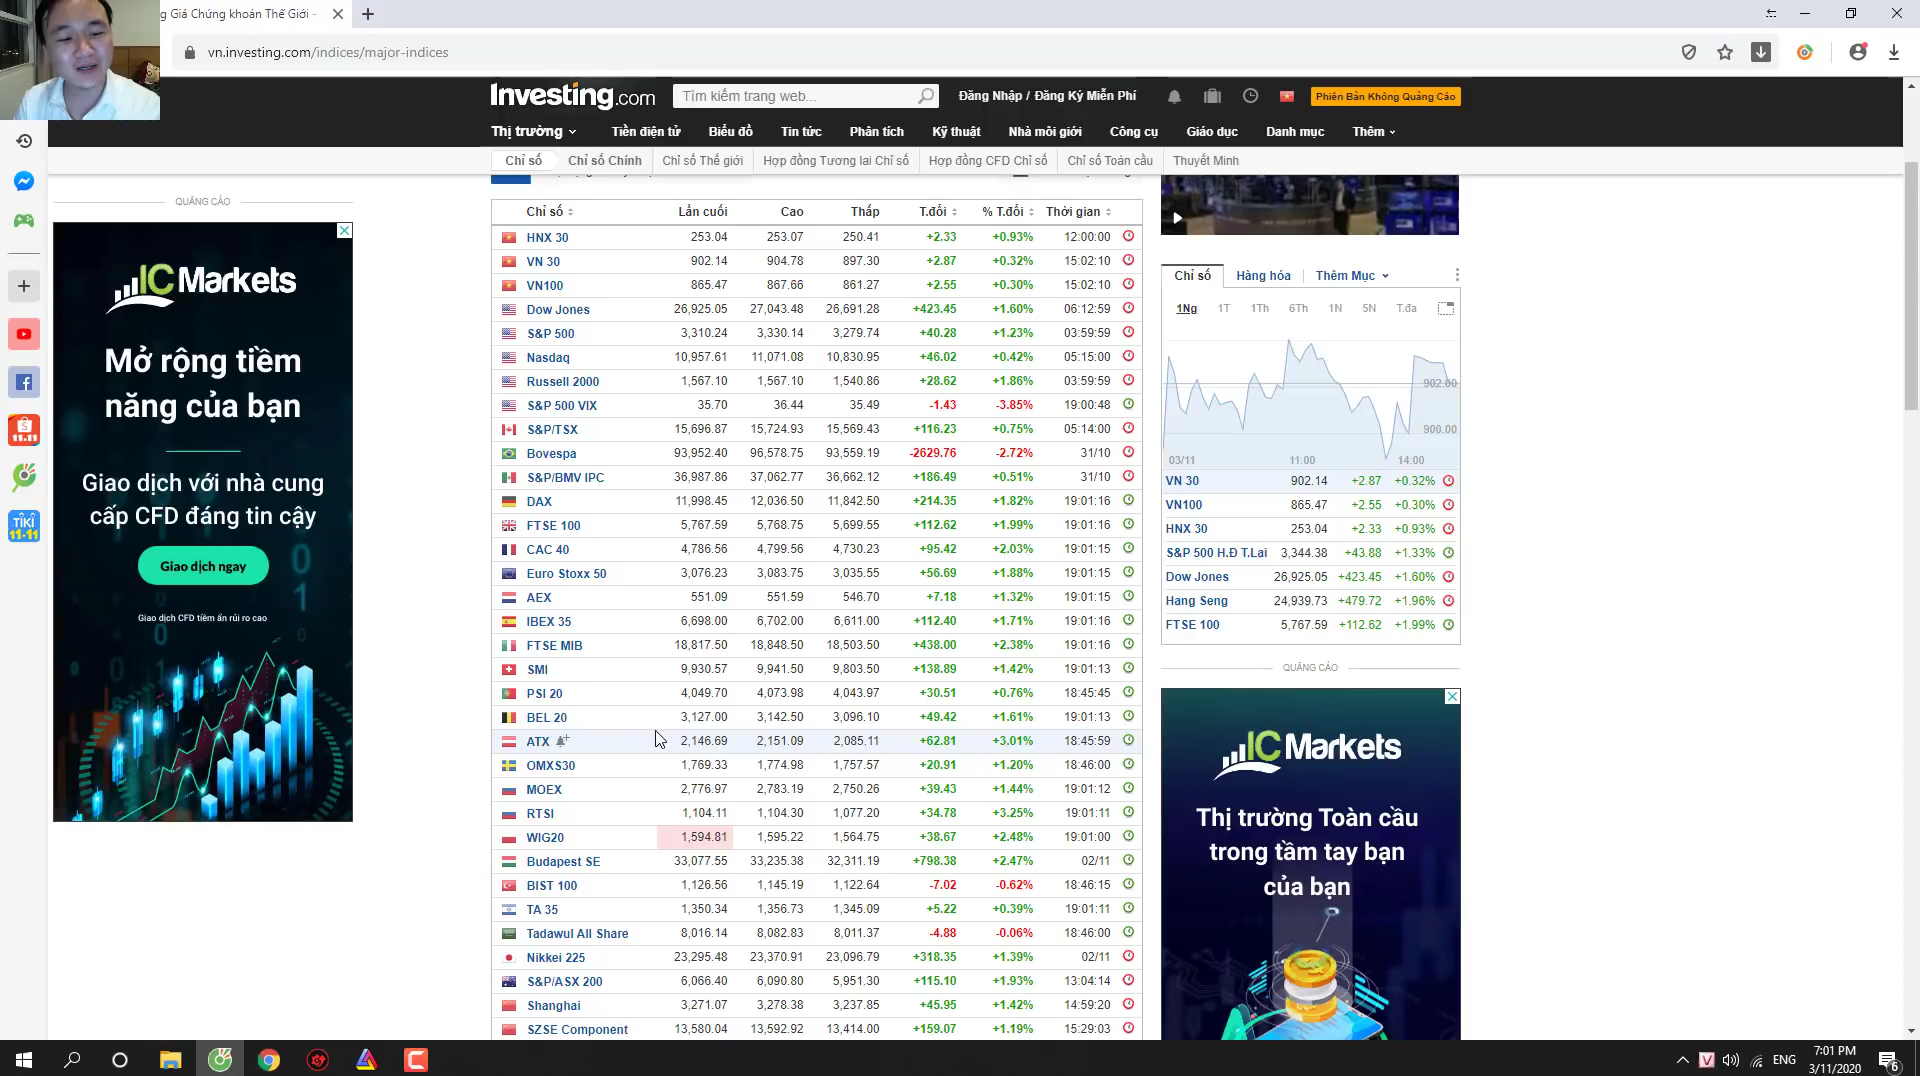 g Giá Chứng khoán Thế Giới -
vn.investing.com/indices/major-indices
Investing.com
Tìm kiếm trang web...
Đăng Nhập / Đăng Ký Miễn Phí
Phiên Bản Không Quảng Cáo
Thị trường
Tiền điện tử
Biểu đồ
Tin tức
Phân tích
Kỹ thuật
Nhà môi giới
Công cụ
Giáo dục
Danh mục
Thêm
Chỉ số
Chỉ số Chính
Chỉ số Thế giới
Hợp đồng Tương lai Chỉ số
Hợp đồng CFD Chỉ số
Chỉ số Toàn cầu
Thuyết Minh
QUẢNG CÁO
IC Markets
Mở rộng tiềm
năng của bạn
Giao dịch với nhà cung
cấp CFD đáng tin cậy
Giao dịch ngay
Giao dịch CFD tiềm ẩn rủi ro cao
11.11
TIKI
11-11
Chỉ số Lần cuối Cao Thấp T.đổi % T.đổi Thời gian
HNX 30 253.04 253.07 250.41 +2.33 +0.93% 12:00:00
VN 30 902.14 904.78 897.30 +2.87 +0.32% 15:02:10
VN100 865.47 867.66 861.27 +2.55 +0.30% 15:02:10
Dow Jones 26,925.05 27,043.48 26,691.28 +423.45 +1.60% 06:12:59
S&P 500 3,310.24 3,330.14 3,279.74 +40.28 +1.23% 03:59:59
Nasdaq 10,957.61 11,071.08 10,830.95 +46.02 +0.42% 05:15:00
Russell 2000 1,567.10 1,567.10 1,540.86 +28.62 +1.86% 03:59:59
S&P 500 VIX 35.70 36.44 35.49 -1.43 -3.85% 19:00:48
S&P/TSX 15,696.87 15,724.93 15,569.43 +116.23 +0.75% 05:14:00
Bovespa 93,952.40 96,578.75 93,559.19 -2629.76 -2.72% 31/10
S&P/BMV IPC 36,987.86 37,062.77 36,662.12 +186.49 +0.51% 31/10
DAX 11,998.45 12,036.50 11,842.50 +214.35 +1.82% 19:01:16
FTSE 100 5,767.59 5,768.75 5,699.55 +112.62 +1.99% 19:01:16
CAC 40 4,786.56 4,799.56 4,730.23 +95.42 +2.03% 19:01:15
Euro Stoxx 50 3,076.23 3,083.75 3,035.55 +56.69 +1.88% 19:01:15
AEX 551.09 551.59 546.70 +7.18 +1.32% 19:01:15
IBEX 35 6,698.00 6,702.00 6,611.00 +112.40 +1.71% 19:01:16
FTSE MIB 18,817.50 18,848.50 18,503.50 +438.00 +2.38% 19:01:16
SMI 9,930.57 9,941.50 9,803.50 +138.89 +1.42% 19:01:13
PSI 20 4,049.70 4,073.98 4,043.97 +30.51 +0.76% 18:45:45
BEL 20 3,127.00 3,142.50 3,096.10 +49.42 +1.61% 19:01:13
ATX 2,146.69 2,151.09 2,085.11 +62.81 +3.01% 18:45:59
OMXS30 1,769.33 1,774.98 1,757.57 +20.91 +1.20% 18:46:00
MOEX 2,776.97 2,783.19 2,750.26 +39.43 +1.44% 19:01:12
RTSI 1,104.11 1,104.30 1,077.20 +34.78 +3.25% 19:01:11
WIG20 1,594.81 1,595.22 1,564.75 +38.67 +2.48% 19:01:00
Budapest SE 33,077.55 33,235.38 32,311.19 +798.38 +2.47% 02/11
BIST 100 1,126.56 1,145.19 1,122.64 -7.02 -0.62% 18:46:15
TA 35 1,350.34 1,356.73 1,345.09 +5.22 +0.39% 19:01:11
Tadawul All Share 8,016.14 8,082.83 8,011.37 -4.88 -0.06% 18:46:00
Nikkei 225 23,295.48 23,370.91 23,096.79 +318.35 +1.39% 02/11
S&P/ASX 200 6,066.40 6,090.80 5,951.30 +115.10 +1.93% 13:04:14
Shanghai 3,271.07 3,278.38 3,237.85 +45.95 +1.42% 14:59:20
SZSE Component 13,580.04 13,592.92 13,414.00 +159.07 +1.19% 15:29:03
Chỉ số Hàng hóa Thêm Mục
1Ng 1T 1Th 6Th 1N 5N T.đa
902.00
900.00
03/11 11:00 14:00
VN 30 902.14 +2.87 +0.32%
VN100 865.47 +2.55 +0.30%
HNX 30 253.04 +2.33 +0.93%
S&P 500 H.Đ T.Lai 3,344.38 +43.88 +1.33%
Dow Jones 26,925.05 +423.45 +1.60%
Hang Seng 24,939.73 +479.72 +1.96%
FTSE 100 5,767.59 +112.62 +1.99%
QUẢNG CÁO
IC Markets
Thị trường Toàn cầu
trong tầm tay bạn
của bạn
ENG
7:01 PM
3/11/2020
6